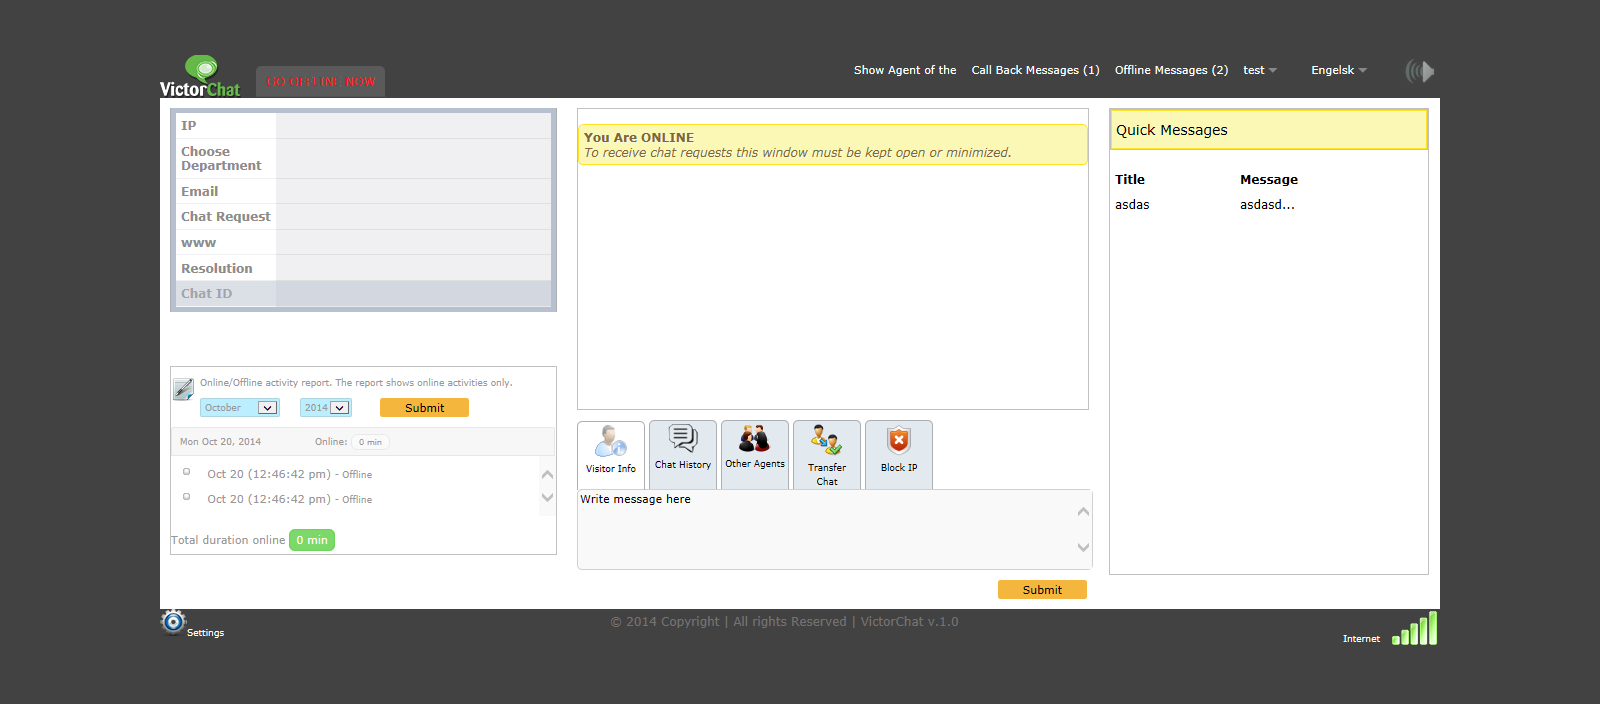 VictorChat
GO OFFLINE NOW
Show Agent of the
Call Back Messages (1)
Offline Messages (2)
test
Engelsk
IP
Choose
Department
Email
Chat Request
www
Resolution
Chat ID
You Are ONLINE
To receive chat requests this window must be kept open or minimized.
Quick Messages
Title Message
asdas asdasd...
Online/Offline activity report. The report shows online activities only.
October 2014 Submit
Mon Oct 20, 2014 Online: 0 min
Oct 20 (12:46:42 pm) - Offline
Oct 20 (12:46:42 pm) - Offline
Total duration online 0 min
Visitor Info
Chat History
Other Agents
Transfer
Chat
Block IP
Write message here
Submit
Settings
© 2014 Copyright | All rights Reserved | VictorChat v.1.0
Internet